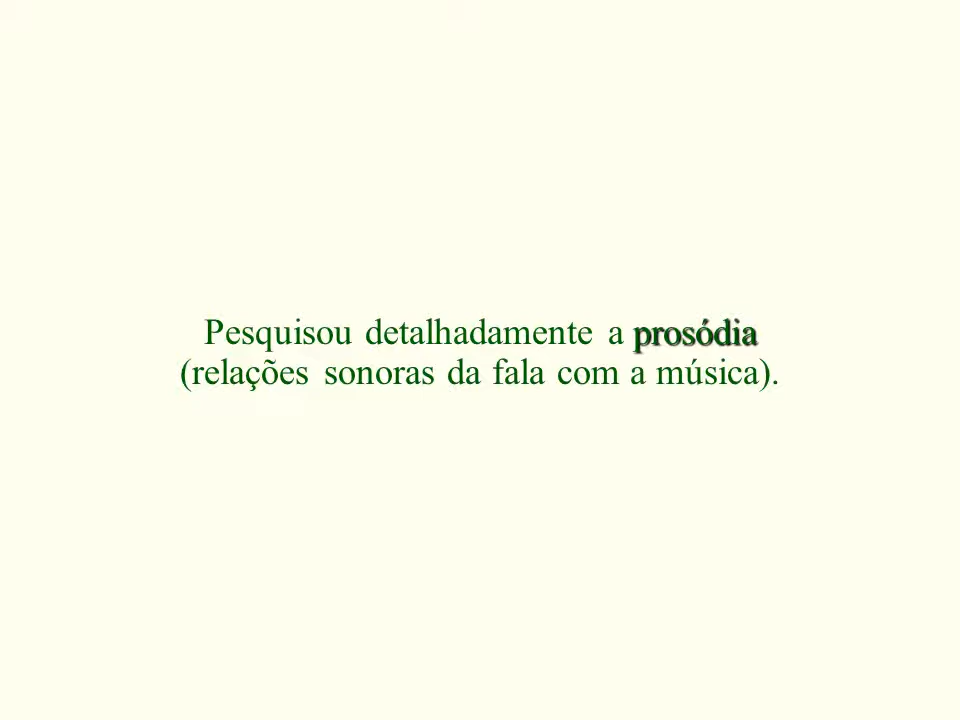 Pesquisou detalhadamente a prosódia
(relações sonoras da fala com a música).